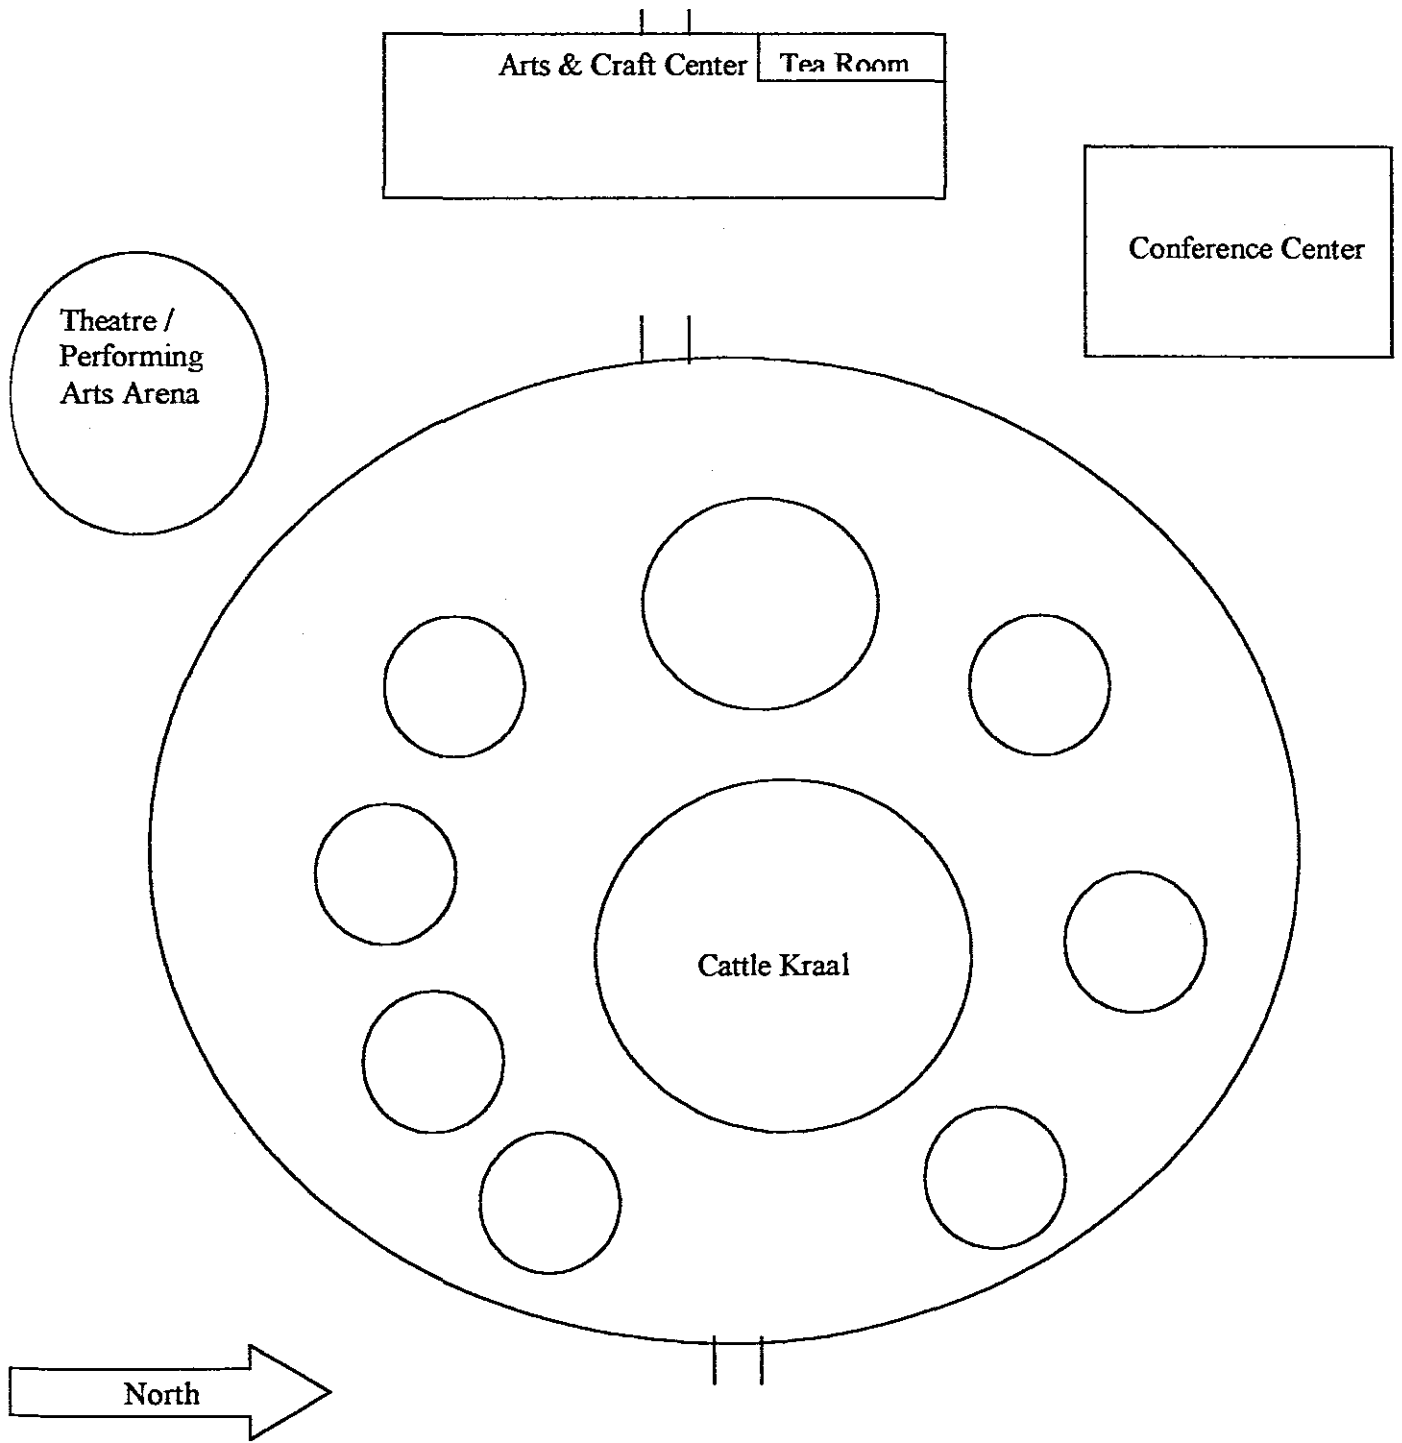 Arts & Craft Center
Tea Room
Conference Center
Theatre /
Performing
Arts Arena
Cattle Kraal
North